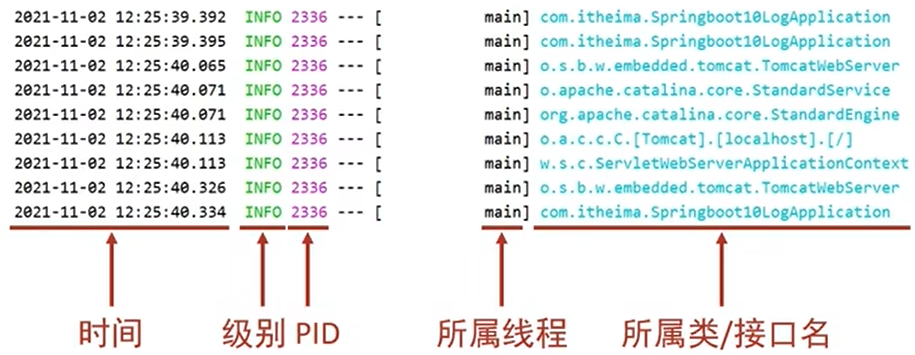 2021-11-02 12:25:39.392 INFO 2336 --- [ main] com.itheima.Springboot10LogApplication
2021-11-02 12:25:39.395 INFO 2336 --- [ main] com.itheima.Springboot10LogApplication
2021-11-02 12:25:40.065 INFO 2336 --- [ main] o.s.b.w.embedded.tomcat.TomcatWebServer
2021-11-02 12:25:40.071 INFO 2336 --- [ main] o.apache.catalina.core.StandardService
2021-11-02 12:25:40.071 INFO 2336 --- [ main] org.apache.catalina.core.StandardEngine
2021-11-02 12:25:40.113 INFO 2336 --- [ main] o.a.c.c.C.[Tomcat].[localhost].[/]
2021-11-02 12:25:40.113 INFO 2336 --- [ main] w.s.c.ServletWebServerApplicationContext
2021-11-02 12:25:40.326 INFO 2336 --- [ main] o.s.b.w.embedded.tomcat.TomcatWebServer
2021-11-02 12:25:40.334 INFO 2336 --- [ main] com.itheima.Springboot10LogApplication
时间 级别 PID 所属线程 所属类/接口名